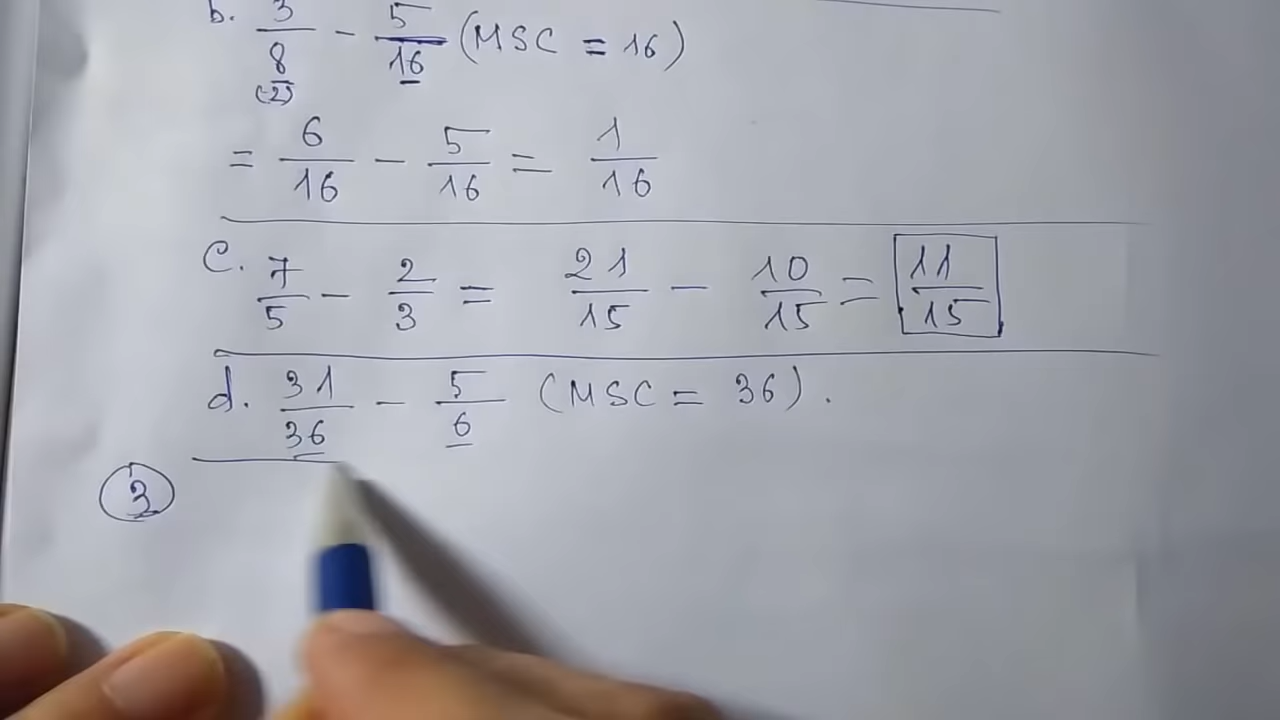 b. 3/8 - 5/16 (MSC = 16)
(2)
= 6/16 - 5/16 = 1/16
c. 7/5 - 2/3 = 21/15 - 10/15 = 11/15
d. 31/36 - 5/6 (MSC = 36).
3